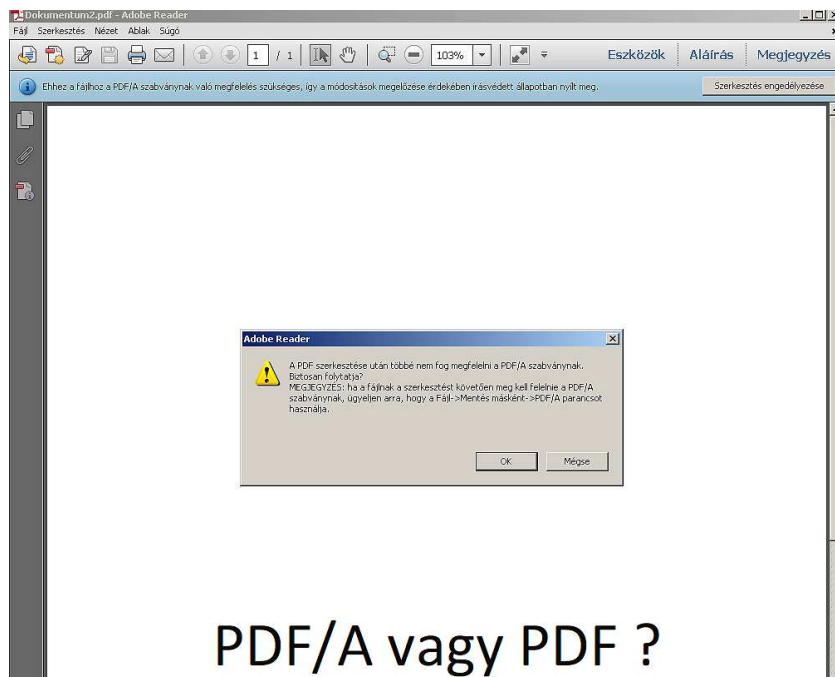 Dokumentum2.pdf - Adobe Reader
Fájl Szerkesztés Nézet Ablak Súgó
1 / 1 103% Eszközök Aláírás Megjegyzés
Ehhez a fájlhoz a PDF/A szabványnak való megfelelés szükséges, így a módosítások megelőzése érdekében írásvédett állapotban nyílt meg. Szerkesztés engedélyezése
Adobe Reader
A PDF szerkesztése után többé nem fog megfelelni a PDF/A szabványnak.
Biztosan folytatja?
MEGJEGYZÉS: ha a fájlnak a szerkesztést követően meg kell felelnie a PDF/A
szabványnak, ügyeljen arra, hogy a Fájl->Mentés másként->PDF/A parancsot
használja.
OK Mégse
PDF/A vagy PDF ?